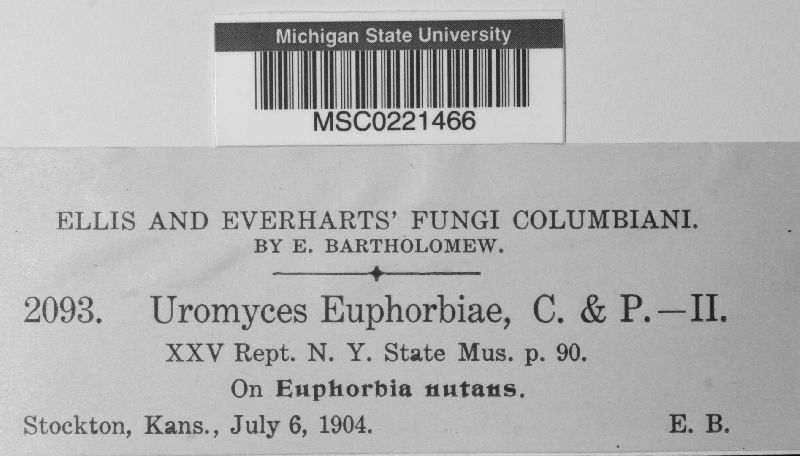 Michigan State University
MSC0221466
ELLIS AND EVERHARTS' FUNGI COLUMBIANI.
BY E. BARTHOLOMEW.
2093. Uromyces Euphorbiae, C. & P.—II.
XXV Rept. N. Y. State Mus. p. 90.
On Euphorbia nutans.
Stockton, Kans., July 6, 1904. E. B.